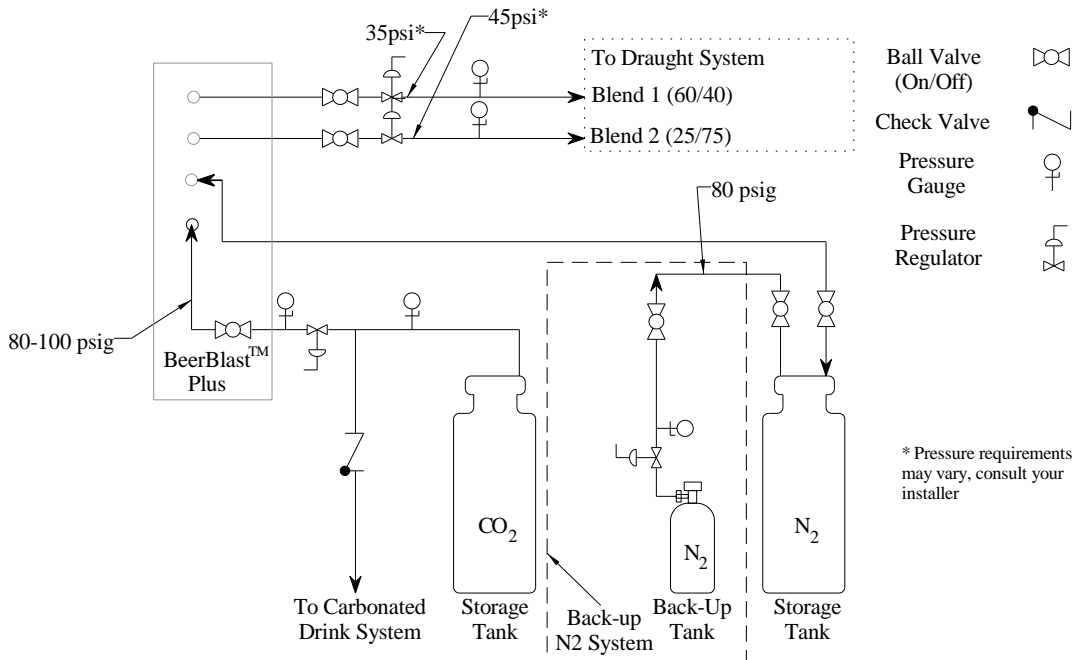 35psi*
45psi*
To Draught System
Blend 1 (60/40)
Blend 2 (25/75)
Ball Valve
(On/Off)
Check Valve
Pressure
Gauge
Pressure
Regulator
80 psig
80-100 psig
BeerBlast™
Plus
CO₂
N₂
N₂
* Pressure requirements
may vary, consult your
installer
To Carbonated
Drink System
Storage
Tank
Back-up
N2 System
Back-Up
Tank
Storage
Tank